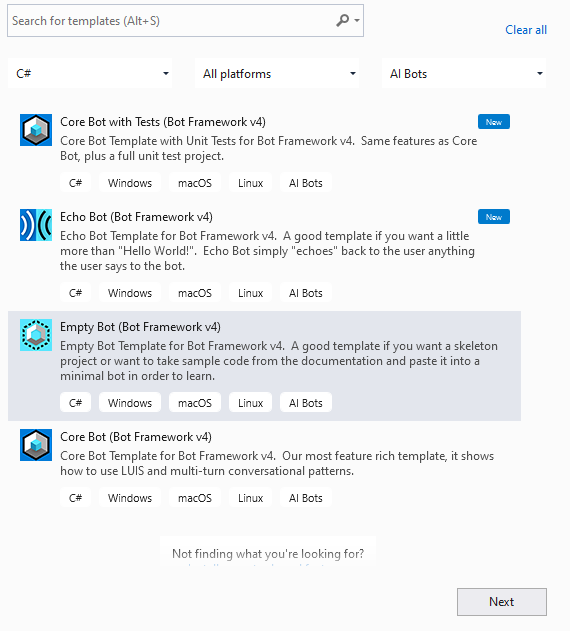 Search for templates (Alt+S)
Clear all
C#
All platforms
AI Bots
Core Bot with Tests (Bot Framework v4)
New
Core Bot Template with Unit Tests for Bot Framework v4.  Same features as Core
Bot, plus a full unit test project.
C# Windows macOS Linux AI Bots
Echo Bot (Bot Framework v4)
New
Echo Bot Template for Bot Framework v4.  A good template if you want a little
more than "Hello World!".  Echo Bot simply "echoes" back to the user anything
the user says to the bot.
C# Windows macOS Linux AI Bots
Empty Bot (Bot Framework v4)
Empty Bot Template for Bot Framework v4.  A good template if you want a skeleton
project or want to take sample code from the documentation and paste it into a
minimal bot in order to learn.
C# Windows macOS Linux AI Bots
Core Bot (Bot Framework v4)
Core Bot Template for Bot Framework v4.  Our most feature rich template, it shows
how to use LUIS and multi-turn conversational patterns.
C# Windows macOS Linux AI Bots
Not finding what you're looking for?
Next